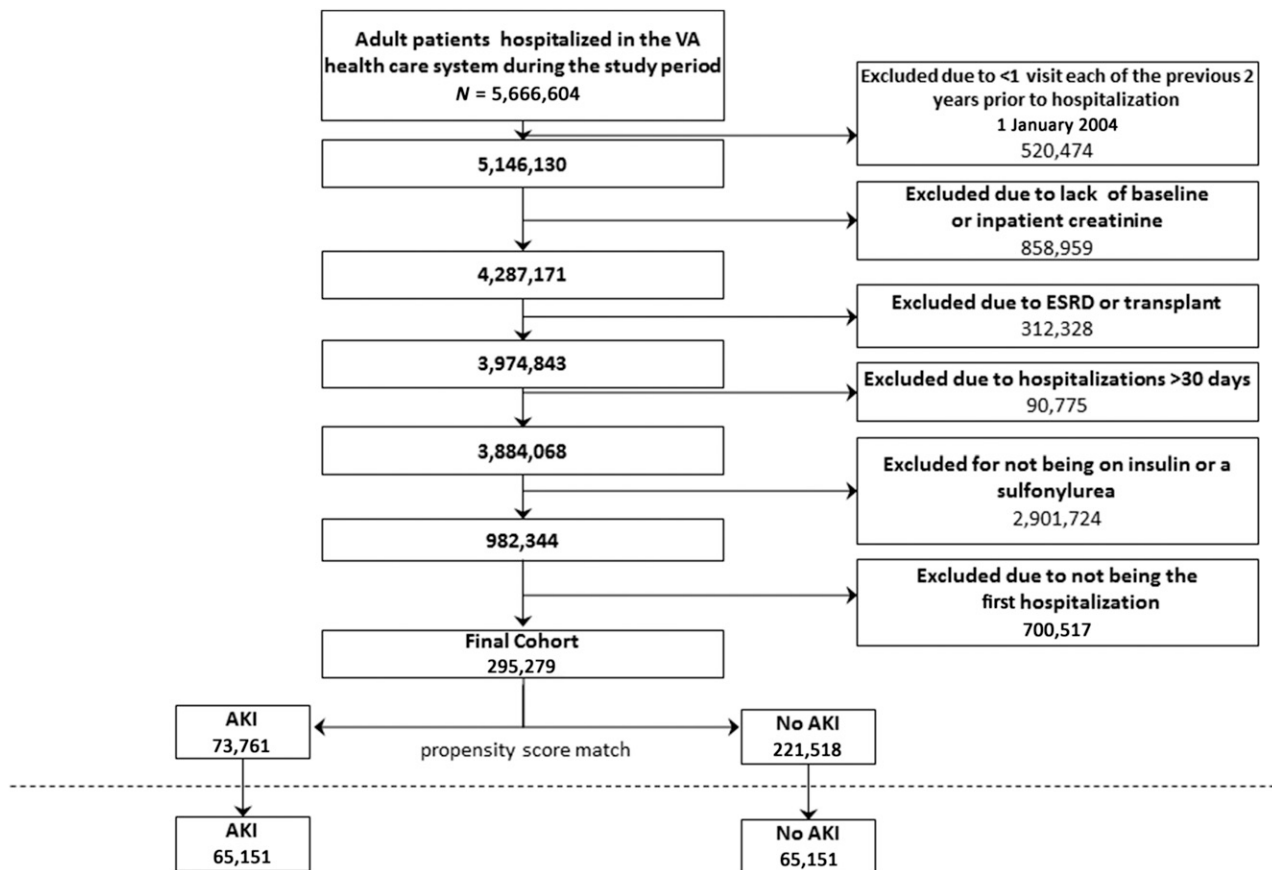 Adult patients hospitalized in the VA
health care system during the study period
N = 5,666,604
Excluded due to <1 visit each of the previous 2
years prior to hospitalization
1 January 2004
520,474
5,146,130
Excluded due to lack of baseline
or inpatient creatinine
858,959
4,287,171
Excluded due to ESRD or transplant
312,328
3,974,843
Excluded due to hospitalizations >30 days
90,775
3,884,068
Excluded for not being on insulin or a
sulfonylurea
2,901,724
982,344
Excluded due to not being the
first hospitalization
700,517
Final Cohort
295,279
AKI
73,761
propensity score match
No AKI
221,518
AKI
65,151
No AKI
65,151